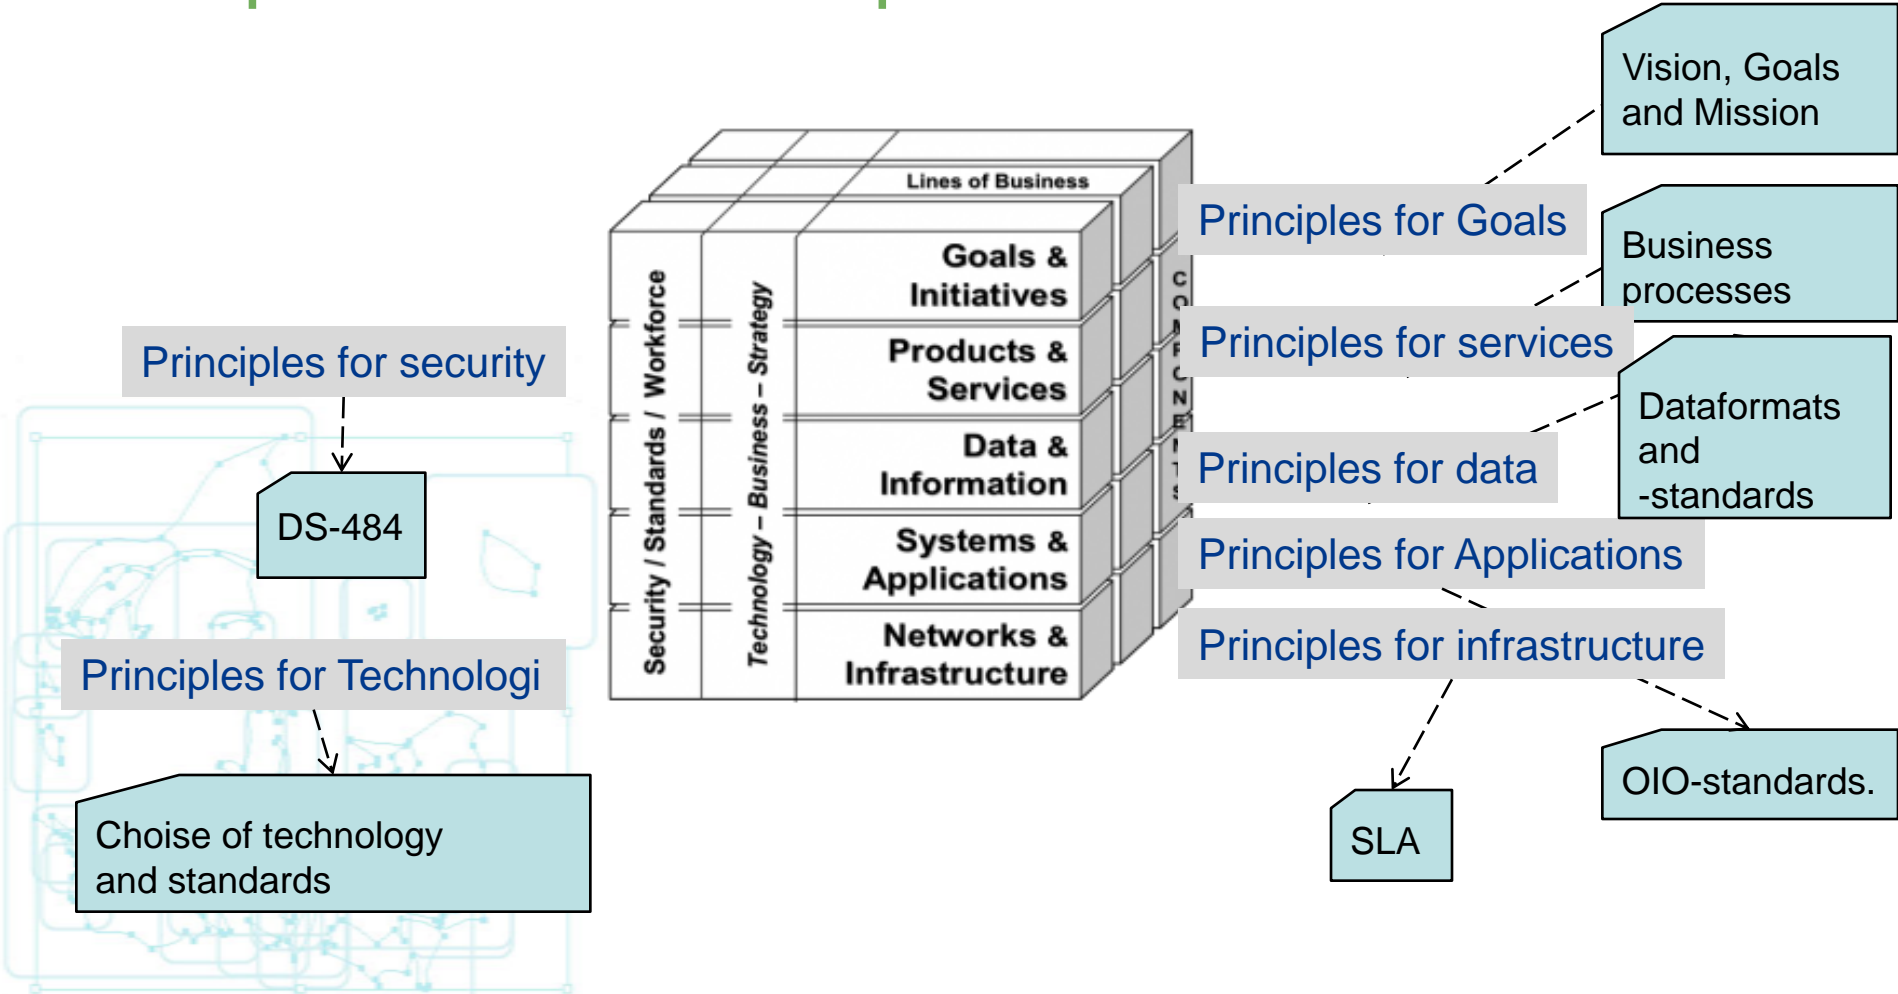 Vision, Goals
and Mission
Lines of Business
Principles for Goals
Business
processes
Goals &
Initiatives
Products &
Services
Data &
Information
Systems &
Applications
Networks &
Infrastructure
Security / Standards / Workforce
Technology – Business – Strategy
Principles for services
Principles for security
Dataformats
and
-standards
Principles for data
DS-484
Principles for Applications
Principles for infrastructure
Principles for Technologi
OIO-standards.
SLA
Choise of technology
and standards